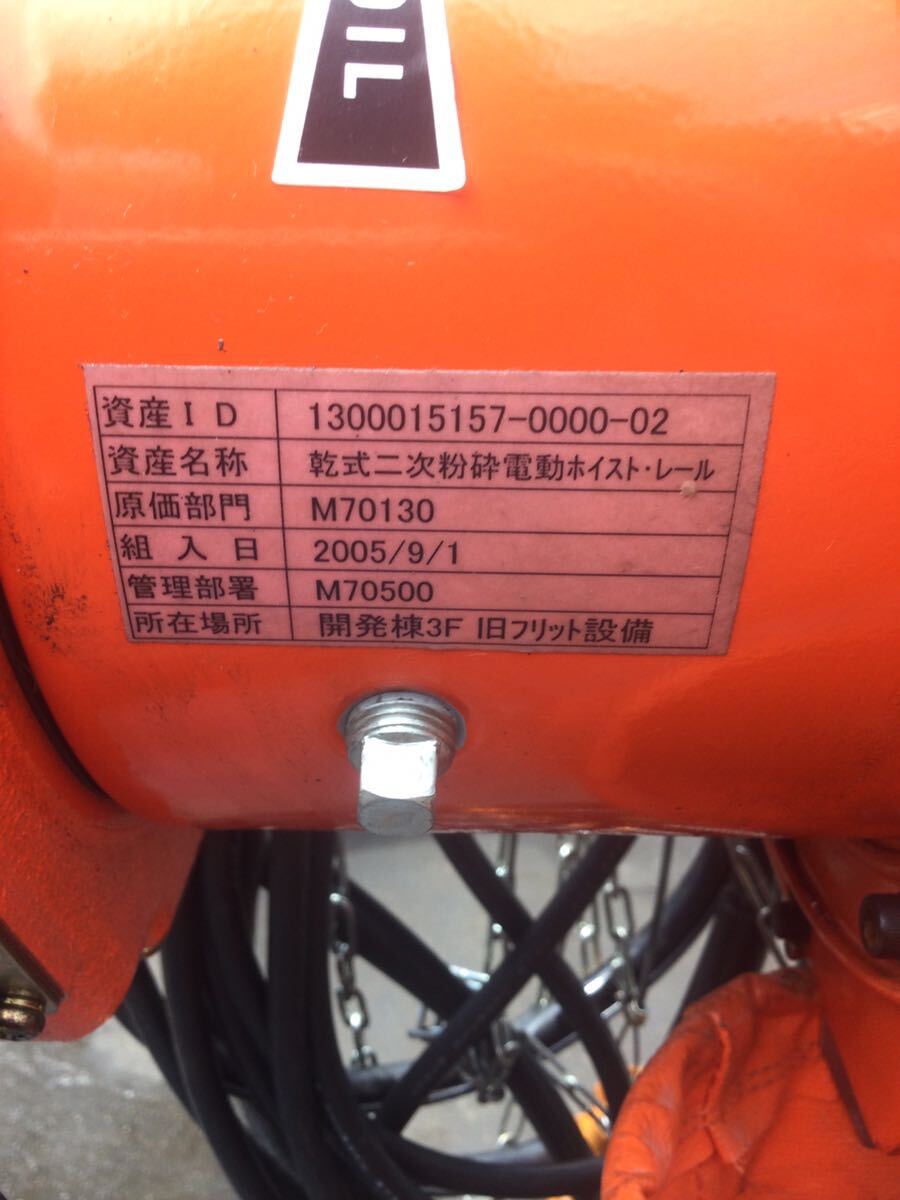 OIL
資産ID 1300015157-0000-02
資産名称 乾式二次粉砕電動ホイスト・レール
原価部門 M70130
組入日 2005/9/1
管理部署 M70500
所在場所 開発棟3F 旧フリット設備